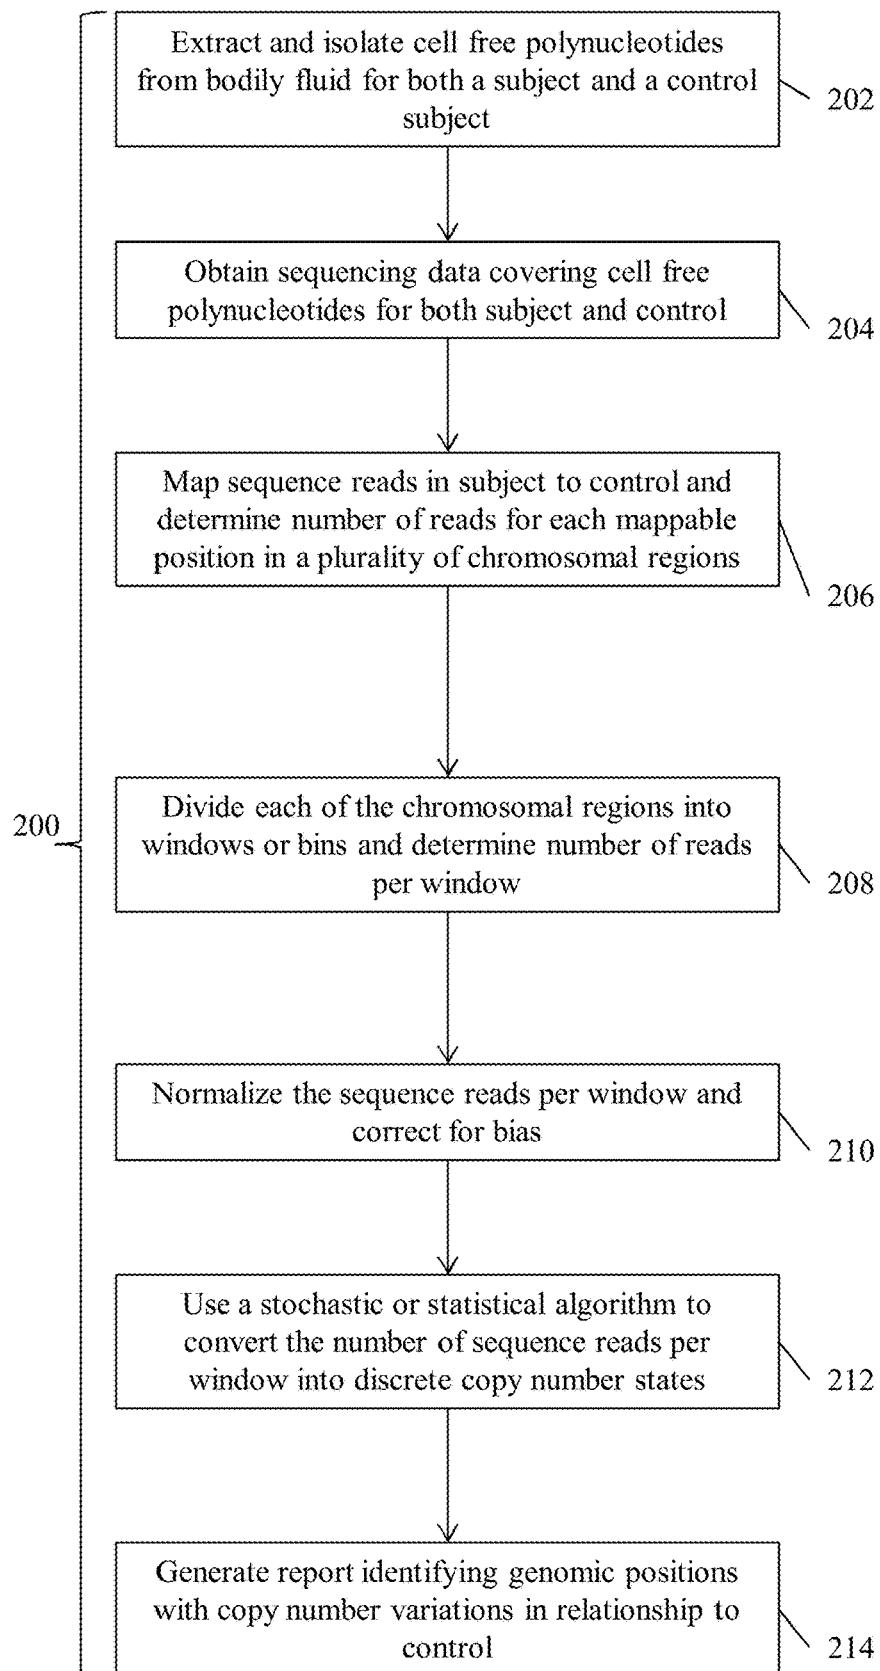 Extract and isolate cell free polynucleotides
from bodily fluid for both a subject and a control
subject
202
Obtain sequencing data covering cell free
polynucleotides for both subject and control
204
Map sequence reads in subject to control and
determine number of reads for each mappable
position in a plurality of chromosomal regions
206
200
Divide each of the chromosomal regions into
windows or bins and determine number of reads
per window
208
Normalize the sequence reads per window and
correct for bias
210
Use a stochastic or statistical algorithm to
convert the number of sequence reads per
window into discrete copy number states
212
Generate report identifying genomic positions
with copy number variations in relationship to
control
214